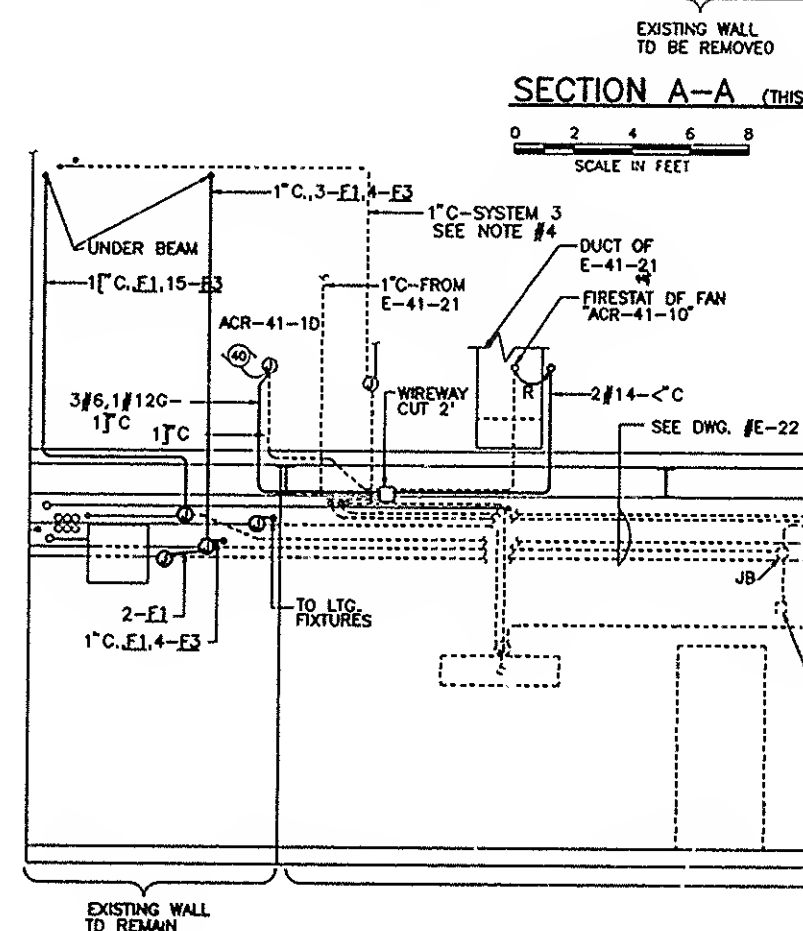 EXISTING WALL
TO BE REMOVED
SECTION A-A (THIS
0 2 4 6 8
SCALE IN FEET
1"C.,3-F1,4-F3
1"C-SYSTEM 3
SEE NOTE #4
UNDER BEAM
DUCT OF
E-41-21
1"C-FROM
E-41-21
FIRESTAT OF FAN
"ACR-41-10"
ACR-41-10
40
J
J
R
WIREWAY
CUT 2'
2#14-<"C
3#6,1#12G-
SEE DWG. #E-22
J
J
J
J
JB
2-F1
TO LTG.
FIXTURES
1"C.,F1,4-F3
EXISTING WALL
TO REMAIN